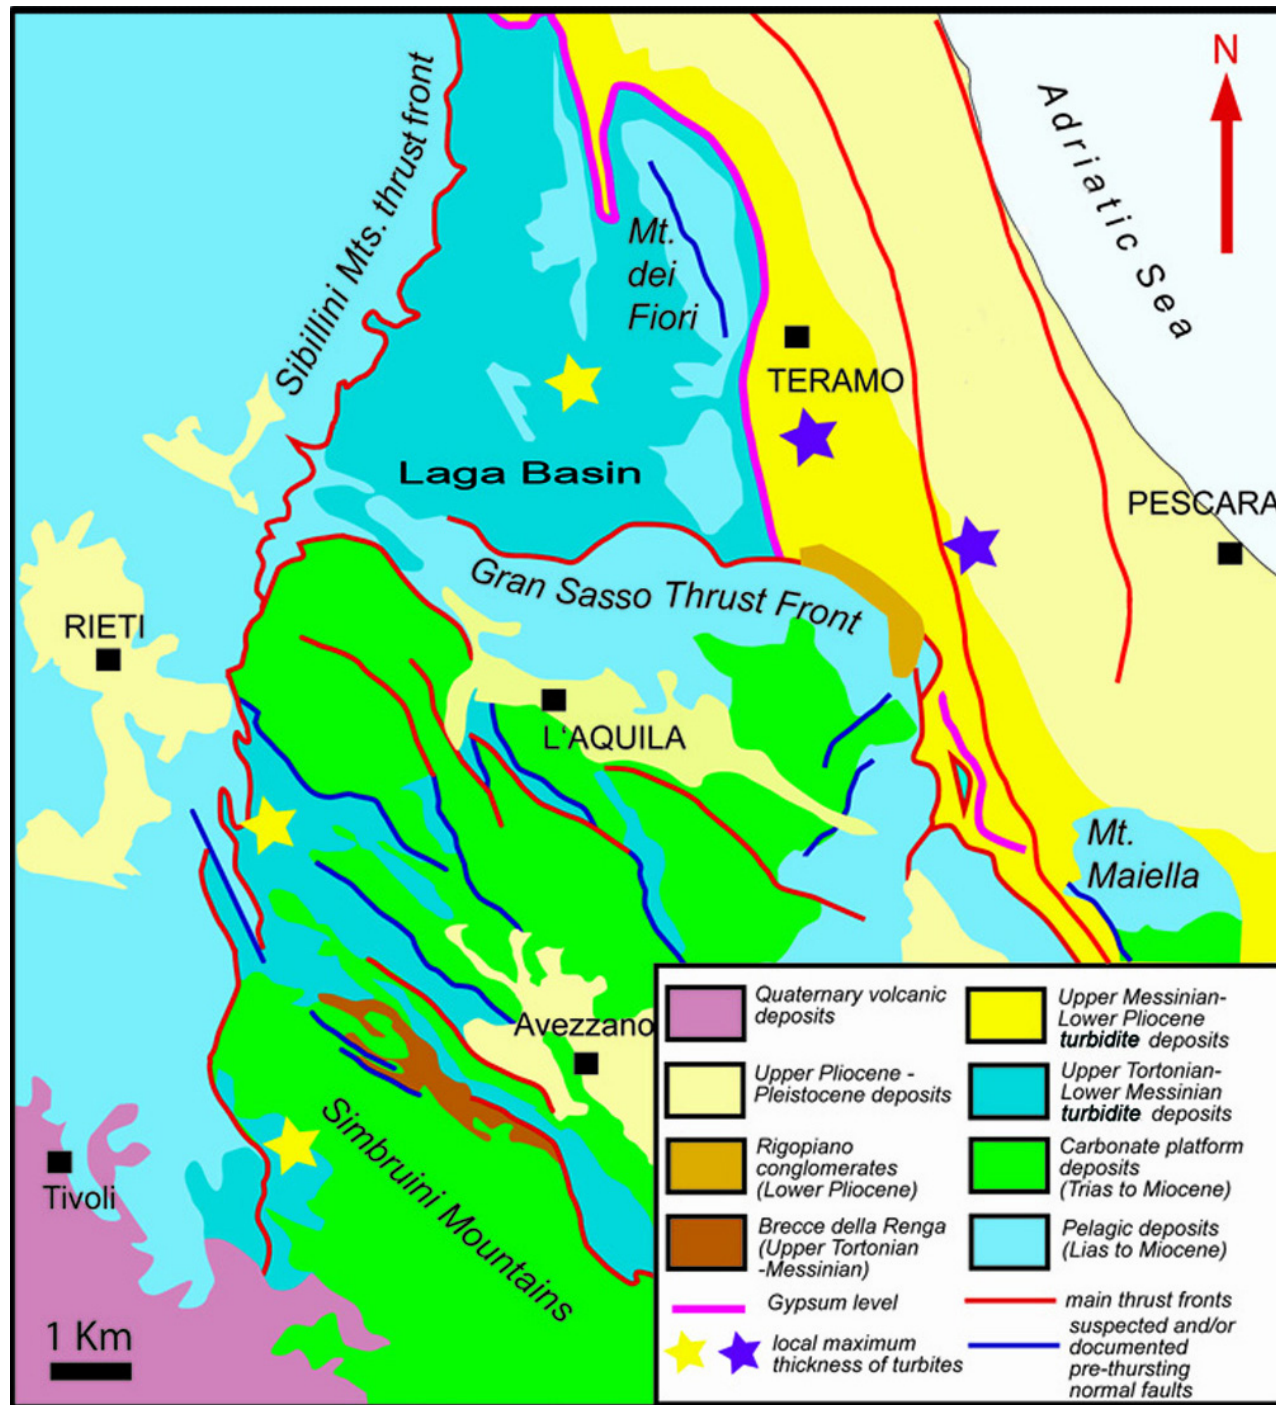 N
Adriatic Sea
Sibillini Mts. thrust front
Mt.
dei
Fiori
TERAMO
Laga Basin
PESCARA
Gran Sasso Thrust Front
RIETI
L'AQUILA
Mt.
Maiella
Avezzano
Simbruini Mountains
Tivoli
1 Km
Quaternary volcanic
deposits
Upper Pliocene -
Pleistocene deposits
Rigopiano
conglomerates
(Lower Pliocene)
Brecce della Renga
(Upper Tortonian
-Messinian)
Gypsum level
local maximum
thickness of turbites
Upper Messinian-
Lower Pliocene
turbidite deposits
Upper Tortonian-
Lower Messinian
turbidite deposits
Carbonate platform
deposits
(Trias to Miocene)
Pelagic deposits
(Lias to Miocene)
main thrust fronts
suspected and/or
documented
pre-thursting
normal faults